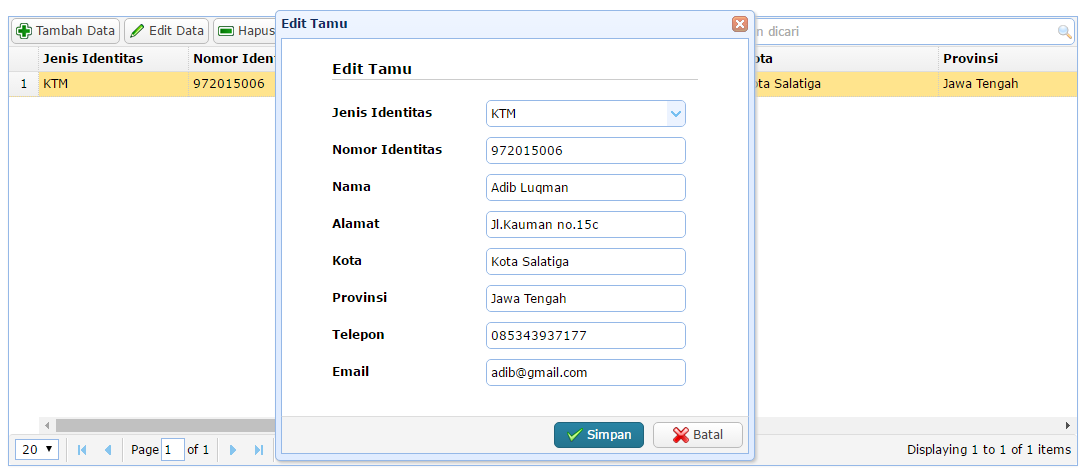 Edit Tamu
Tambah Data Edit Data Hapus
dicari
Jenis Identitas Nomor Provinsi
1 KTM 972015006 Salatiga Jawa Tengah
Edit Tamu
Jenis Identitas KTM
Nomor Identitas 972015006
Nama Adib Luqman
Alamat Jl.Kauman no.15c
Kota Kota Salatiga
Provinsi Jawa Tengah
Telepon 085343937177
Email adib@gmail.com
Simpan Batal
20 Page 1 of 1 Displaying 1 to 1 of 1 items